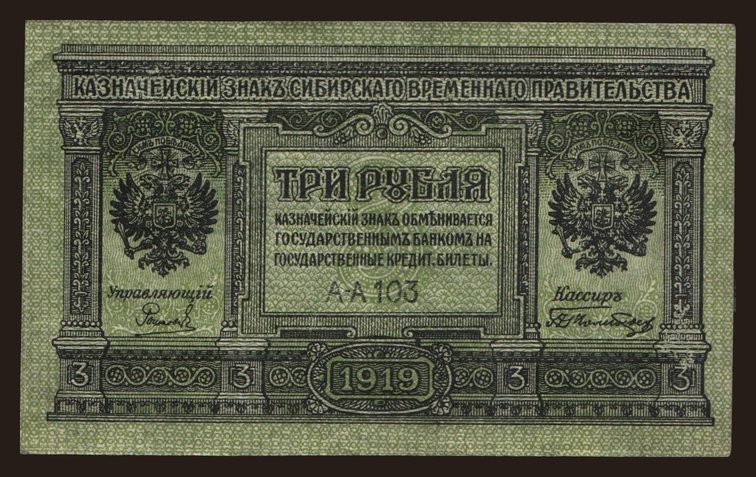 КАЗНАЧЕЙСКІЙ ЗНАКЪ СИБИРСКАГО ВРЕМЕННАГО ПРАВИТЕЛЬСТВА
ТРИ РУБЛЯ
КАЗНАЧЕЙСКІЙ ЗНАКЪ ОБМѢНИВАЕТСЯ
ГОСУДАРСТВЕННЫМЪ БАНКОМЪ НА
ГОСУДАРСТВЕННЫЕ КРЕДИТ. БИЛЕТЫ.
А-А 103
Управляющій
Кассиръ
3 3 1919 3 3